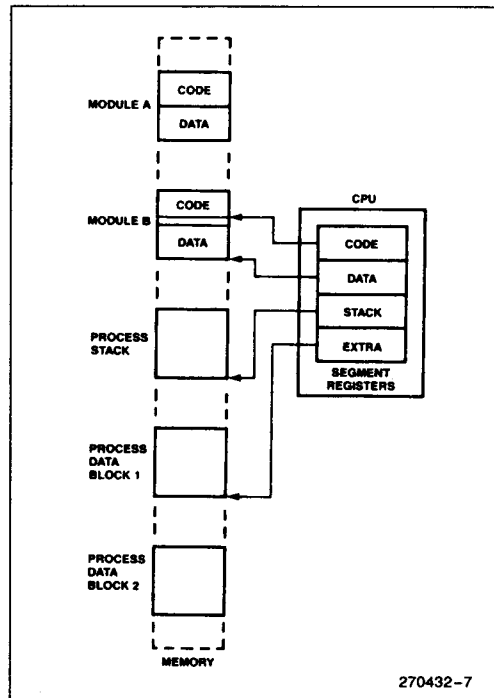 MODULE A
CODE
DATA
MODULE B
CODE
DATA
CPU
CODE
DATA
STACK
EXTRA
SEGMENT
REGISTERS
PROCESS
STACK
PROCESS
DATA
BLOCK 1
PROCESS
DATA
BLOCK 2
MEMORY
270432-7